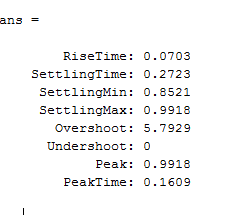 ans =
RiseTime: 0.0703
SettlingTime: 0.2723
SettlingMin: 0.8521
SettlingMax: 0.9918
Overshoot: 5.7929
Undershoot: 0
Peak: 0.9918
PeakTime: 0.1609